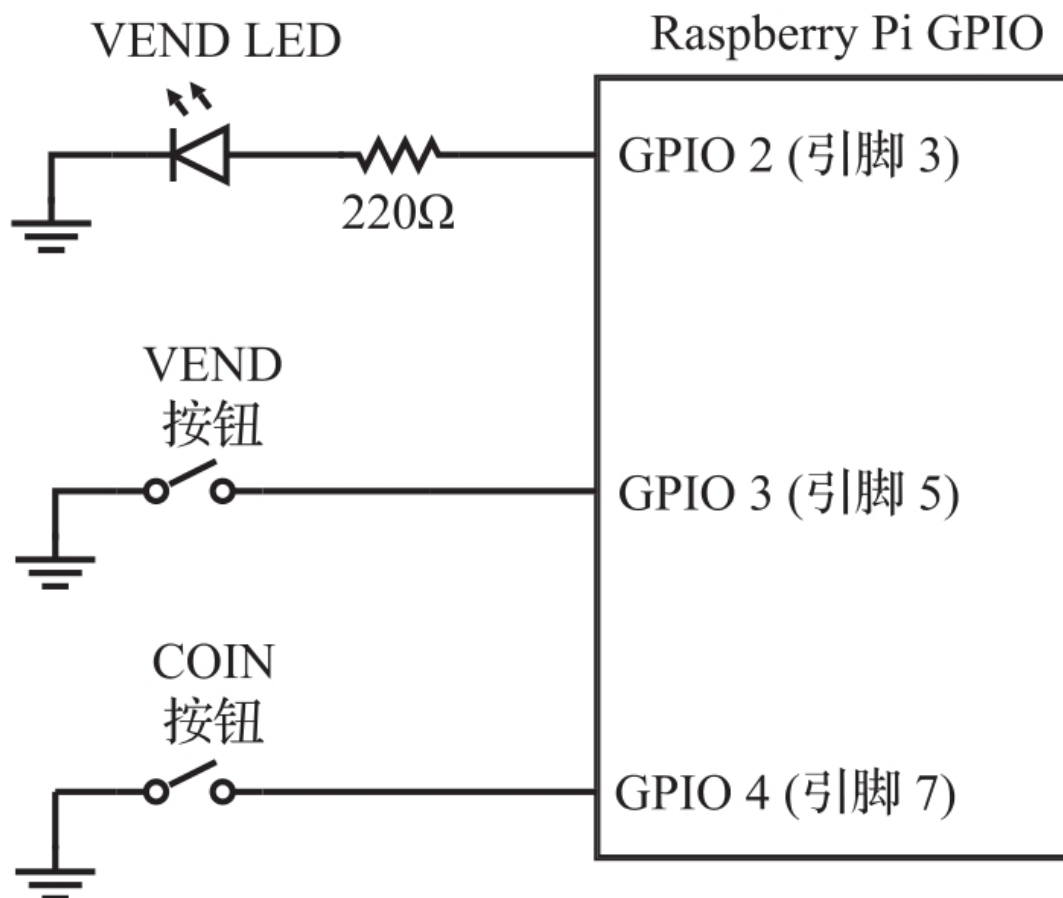 VEND LED
Raspberry Pi GPIO
GPIO 2 (引脚 3)
220Ω
VEND
按钮
GPIO 3 (引脚 5)
COIN
按钮
GPIO 4 (引脚 7)